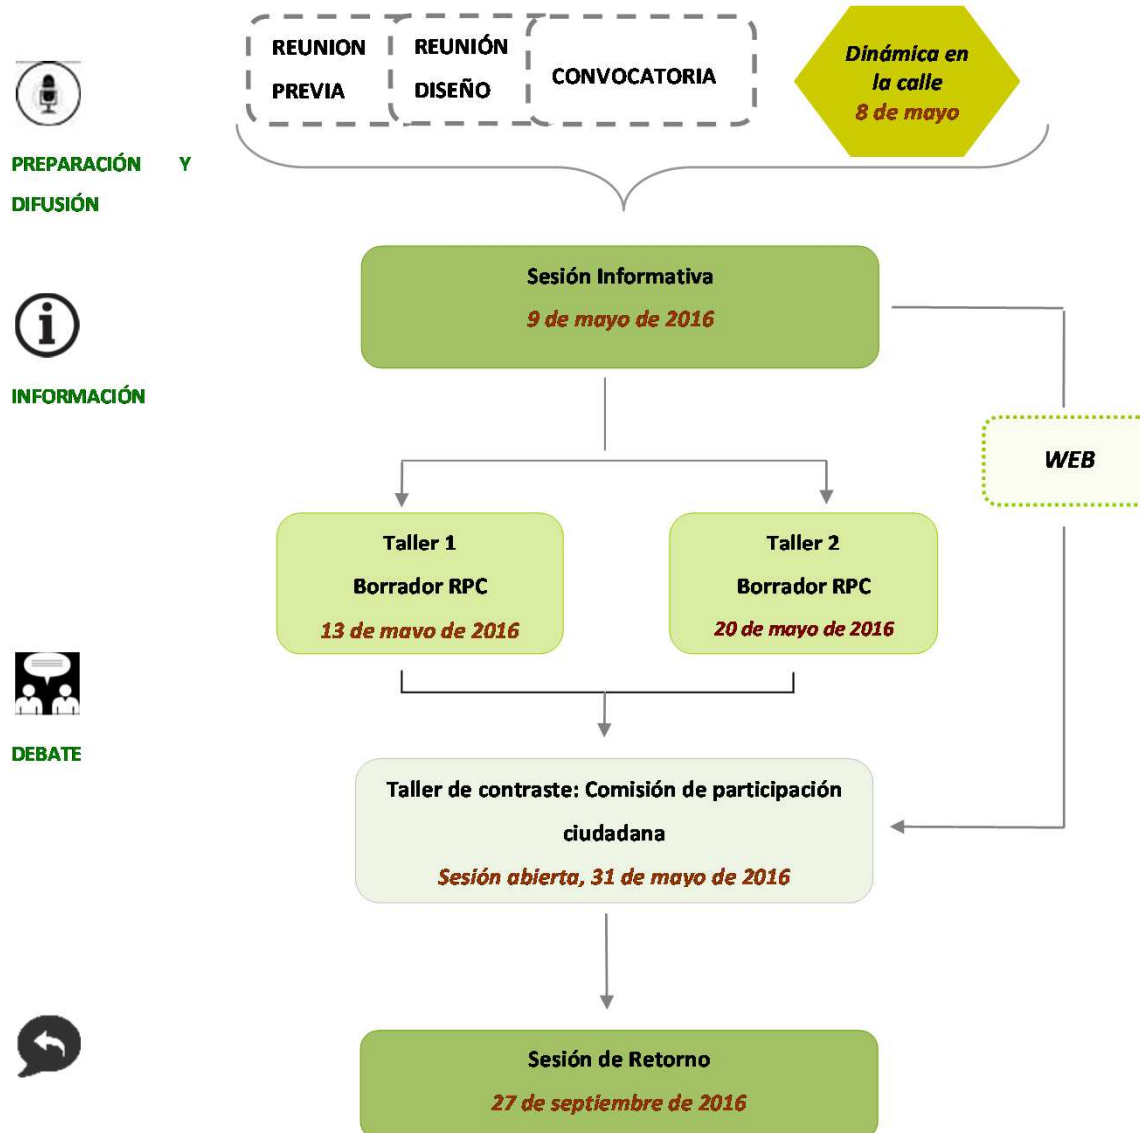 REUNION
PREVIA
REUNIÓN
DISEÑO
CONVOCATORIA
Dinámica en
la calle
8 de mayo
PREPARACIÓN Y
DIFUSIÓN
Sesión Informativa
9 de mayo de 2016
INFORMACIÓN
WEB
Taller 1
Borrador RPC
13 de mayo de 2016
Taller 2
Borrador RPC
20 de mayo de 2016
DEBATE
Taller de contraste: Comisión de participación
ciudadana
Sesión abierta, 31 de mayo de 2016
Sesión de Retorno
27 de septiembre de 2016